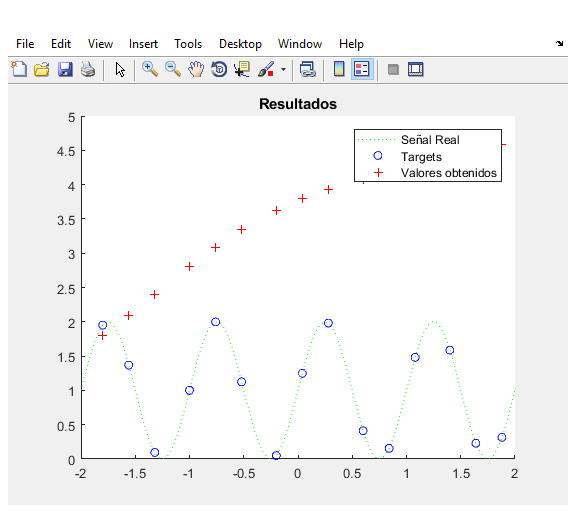 File Edit View Insert Tools Desktop Window Help
Resultados
Señal Real
Targets
Valores obtenidos
5
4.5
4
3.5
3
2.5
2
1.5
1
0.5
0
-2 -1.5 -1 -0.5 0 0.5 1 1.5 2